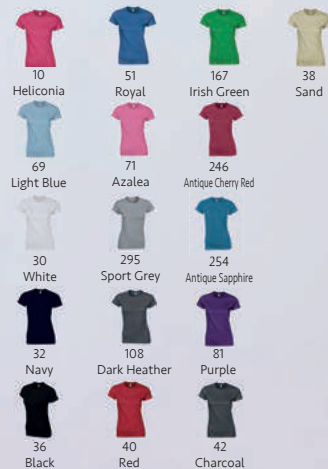 10
Heliconia
51
Royal
167
Irish Green
38
Sand
69
Light Blue
71
Azalea
246
Antique Cherry Red
30
White
295
Sport Grey
254
Antique Sapphire
32
Navy
108
Dark Heather
81
Purple
36
Black
40
Red
42
Charcoal